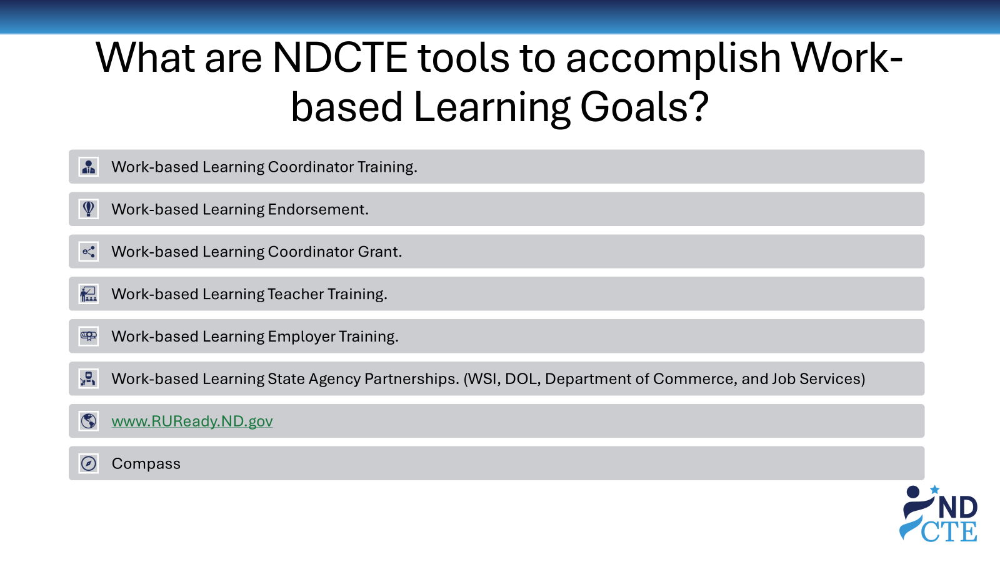 What are NDCTE tools to accomplish Work-
based Learning Goals?
Work-based Learning Coordinator Training.
Work-based Learning Endorsement.
Work-based Learning Coordinator Grant.
Work-based Learning Teacher Training.
Work-based Learning Employer Training.
Work-based Learning State Agency Partnerships. (WSI, DOL, Department of Commerce, and Job Services)
www.RUReady.ND.gov
Compass
ND
CTE